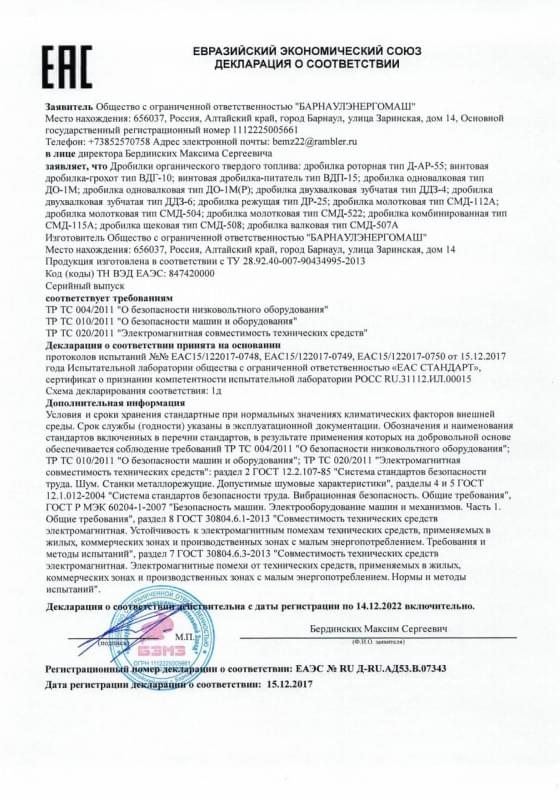 ЕАС
ЕВРАЗИЙСКИЙ ЭКОНОМИЧЕСКИЙ СОЮЗ
ДЕКЛАРАЦИЯ О СООТВЕТСТВИИ
Заявитель Общество с ограниченной ответственностью "БАРНАУЛЭНЕРГОМАШ"
Место нахождения: 656037, Россия, Алтайский край, город Барнаул, улица Заринская, дом 14, Основной
государственный регистрационный номер 1112225005661
Телефон: +73852570758 Адрес электронной почты: bemz22@rambler.ru
в лице директора Бердинских Максима Сергеевича
заявляет, что Дробилки органического твердого топлива: дробилка роторная тип Д-АР-55; винтовая
дробилка-грохот тип ВДГ-10; винтовая дробилка-питатель тип ВДП-15; дробилка одновалковая тип
ДО-1М; дробилка одновалковая тип ДО-1М(Р); дробилка двухвалковая зубчатая тип ДДЗ-4; дробилка
двухвалковая зубчатая тип ДДЗ-6; дробилка режущая тип ДР-25; дробилка молотковая тип СМД-112А;
дробилка молотковая тип СМД-504; дробилка молотковая тип СМД-522; дробилка комбинированная тип
СМД-115А; дробилка щековая тип СМД-508; дробилка валковая тип СМД-507А
Изготовитель Общество с ограниченной ответственностью "БАРНАУЛЭНЕРГОМАШ"
Место нахождения: 656037, Россия, Алтайский край, город Барнаул, улица Заринская, дом 14
Продукция изготовлена в соответствии с ТУ 28.92.40-007-90434995-2013
Код (коды) ТН ВЭД ЕАЭС: 847420000
Серийный выпуск
соответствует требованиям
ТР ТС 004/2011 "О безопасности низковольтного оборудования"
ТР ТС 010/2011 "О безопасности машин и оборудования"
ТР ТС 020/2011 "Электромагнитная совместимость технических средств"
Декларация о соответствии принята на основании
протоколов испытаний №№ ЕАС15/122017-0748, ЕАС15/122017-0749, ЕАС15/122017-0750 от 15.12.2017
года Испытательной лаборатории общества с ограниченной ответственностью «ЕАС СТАНДАРТ»,
сертификат о признании компетентности испытательной лаборатории РОСС RU.31112.ИЛ.00015
Схема декларирования соответствия: 1д
Дополнительная информация
Условия и сроки хранения стандартные при нормальных значениях климатических факторов внешней
среды. Срок службы (годности) указаны в эксплуатационной документации. Обозначения и наименования
стандартов включенных в перечни стандартов, в результате применения которых на добровольной основе
обеспечивается соблюдение требований ТР ТС 004/2011 "О безопасности низковольтного оборудования";
ТР ТС 010/2011 "О безопасности машин и оборудования"; ТР ТС 020/2011 "Электромагнитная
совместимость технических средств": раздел 2 ГОСТ 12.2.107-85 "Система стандартов безопасности
труда. Шум. Станки металлорежущие. Допустимые шумовые характеристики", разделы 4 и 5 ГОСТ
12.1.012-2004 "Система стандартов безопасности труда. Вибрационная безопасность. Общие требования",
ГОСТ Р МЭК 60204-1-2007 "Безопасность машин. Электрооборудование машин и механизмов. Часть 1.
Общие требования", раздел 8 ГОСТ 30804.6.1-2013 "Совместимость технических средств
электромагнитная. Устойчивость к электромагнитным помехам технических средств, применяемых в
жилых, коммерческих зонах и производственных зонах с малым энергопотреблением. Требования и
методы испытаний", раздел 7 ГОСТ 30804.6.3-2013 "Совместимость технических средств
электромагнитная. Электромагнитные помехи от технических средств, применяемых в жилых,
коммерческих зонах и производственных зонах с малым энергопотреблением. Нормы и методы
испытаний".
Декларация о соответствии действительна с даты регистрации по 14.12.2022 включительно.
Бердинских Максим Сергеевич
М.П.
(подпись)
(Ф.И.О. заявителя)
БЭМЗ
ОГРН 1112225005661
Регистрационный номер декларации о соответствии: ЕАЭС № RU Д-RU.АД53.В.07343
Дата регистрации декларации о соответствии: 15.12.2017